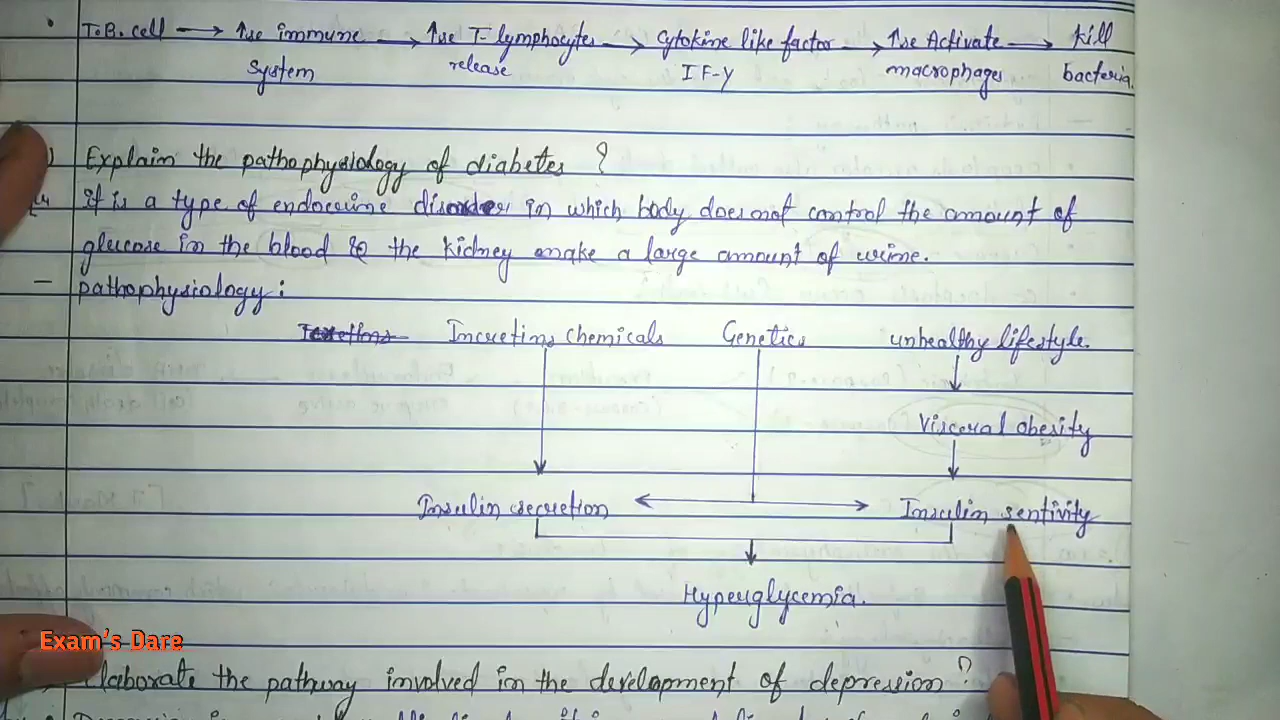 T.B. cell → ↑se immune → ↑se T-lymphocytes → Cytokine like factor → ↑se Activate → kill
system release IF-γ macrophages bacteria.
) Explain the pathophysiology of diabetes ?
It is a type of endocrine disorder in which body does not control the amount of
glucose in the blood & the kidney make a large amount of urine.
- pathophysiology:
Incretins chemicals Genetics unhealthy lifestyle.
Visceral obesity
Insulin secretion Insulin sentivity
Hyperglycemia.
Exam's Dare
laborate the pathway involved in the development of depression ?